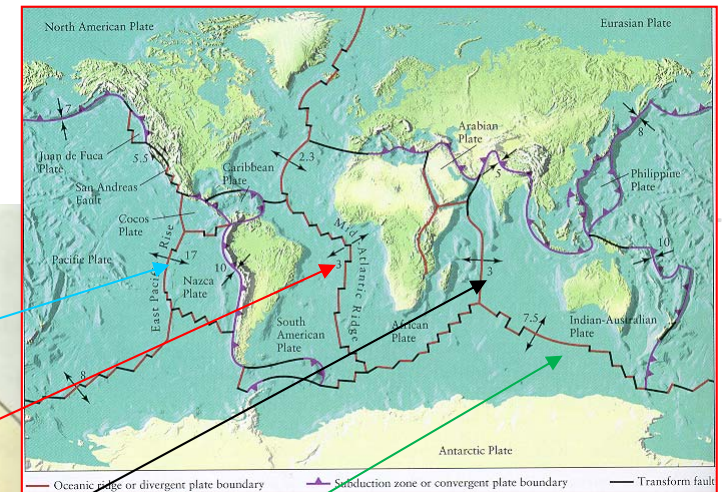 North American Plate
Eurasian Plate
7
8
Arabian
Plate
Juan de Fuca
Plate
5.5
2.3
5
San Andreas
Fault
Caribbean
Plate
Philippine
Plate
Cocos
Plate
Pacific Plate
East Pacific Rise
17
10
Mid-Atlantic Ridge
3
3
10
Nazca
Plate
South
American
Plate
African
Plate
7.5
Indian-Australian
Plate
8
Antarctic Plate
Oceanic ridge or divergent plate boundary
Subduction zone or convergent plate boundary
Transform fault